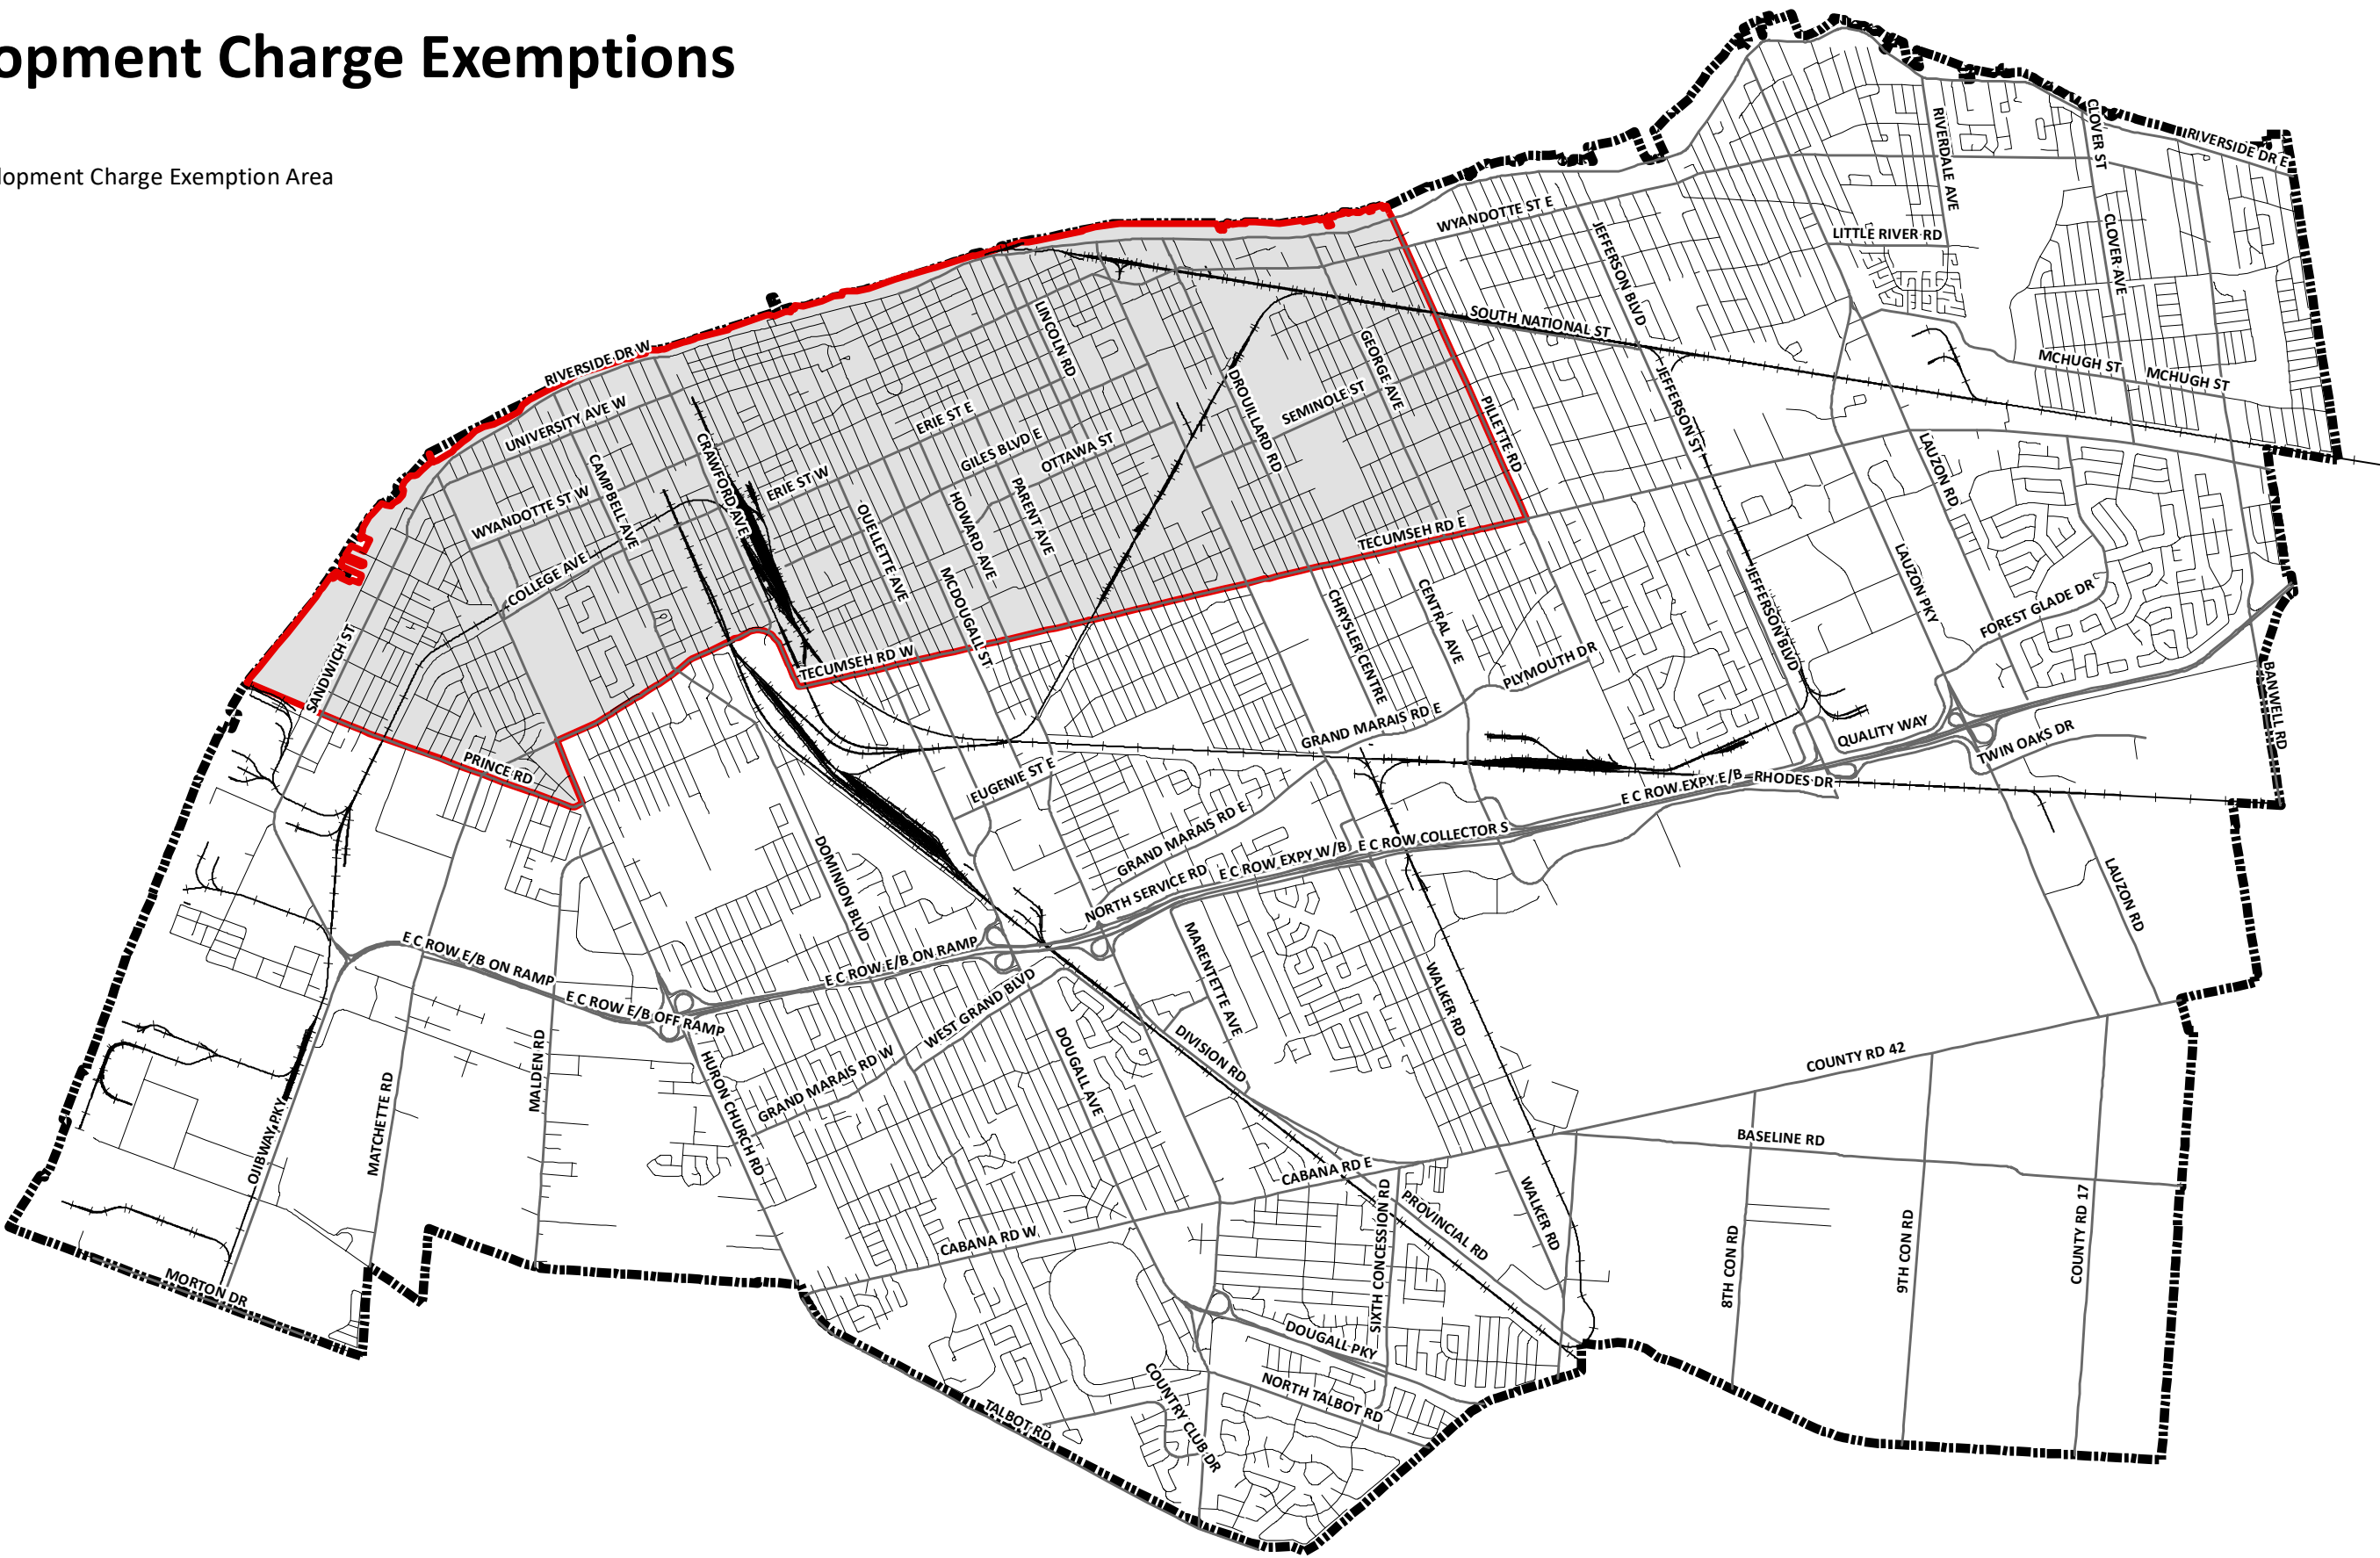 opment Charge Exemptions
lopment Charge Exemption Area
CLOVER ST
RIVERSIDE DR E
RIVERDALE AVE
WYANDOTTE ST E
JEFFERSON BLVD
LITTLE RIVER RD
CLOVER AVE
LINCOLN RD
SOUTH NATIONAL ST
GEORGE AVE
RIVERSIDE DR W
MCHUGH ST
MCHUGH ST
DROUILLARD RD
JEFFERSON ST
SEMINOLE ST
UNIVERSITY AVE W
ERIE ST E
PILLETTE RD
GILES BLVD E
OTTAWA ST
CRAWFORD AVE
CAMPBELL AVE
LAUZON RD
ERIE ST W
WYANDOTTE ST W
PARENT AVE
HOWARD AVE
OUELLETTE AVE
TECUMSEH RD E
COLLEGE AVE
LAUZON PKY
MCDOUGALL ST
JEFFERSON BLVD
CENTRAL AVE
CHRYSLER CENTRE
FOREST GLADE DR
SANDWICH ST
TECUMSEH RD W
PLYMOUTH DR
BANWELL RD
GRAND MARAIS RD E
QUALITY WAY
TWIN OAKS DR
PRINCE RD
EUGENIE ST E
E C ROW EXPY E/B
RHODES DR
GRAND MARAIS RD E
E C ROW COLLECTOR S
E C ROW EXPY W/B
DOMINION BLVD
NORTH SERVICE RD
LAUZON RD
E C ROW E/B ON RAMP
E C ROW E/B ON RAMP
MARENTETTE AVE
WALKER RD
E C ROW E/B OFF RAMP
WEST GRAND BLVD
DIVISION RD
DOUGALL AVE
COUNTY RD 42
MALDEN RD
GRAND MARAIS RD W
HURON CHURCH RD
MATCHETTE RD
OJIBWAY PKY
BASELINE RD
CABANA RD E
WALKER RD
PROVINCIAL RD
SIXTH CONCESSION RD
COUNTY RD 17
9TH CON RD
8TH CON RD
CABANA RD W
MORTON DR
DOUGALL PKY
NORTH TALBOT RD
COUNTRY CLUB DR
TALBOT RD